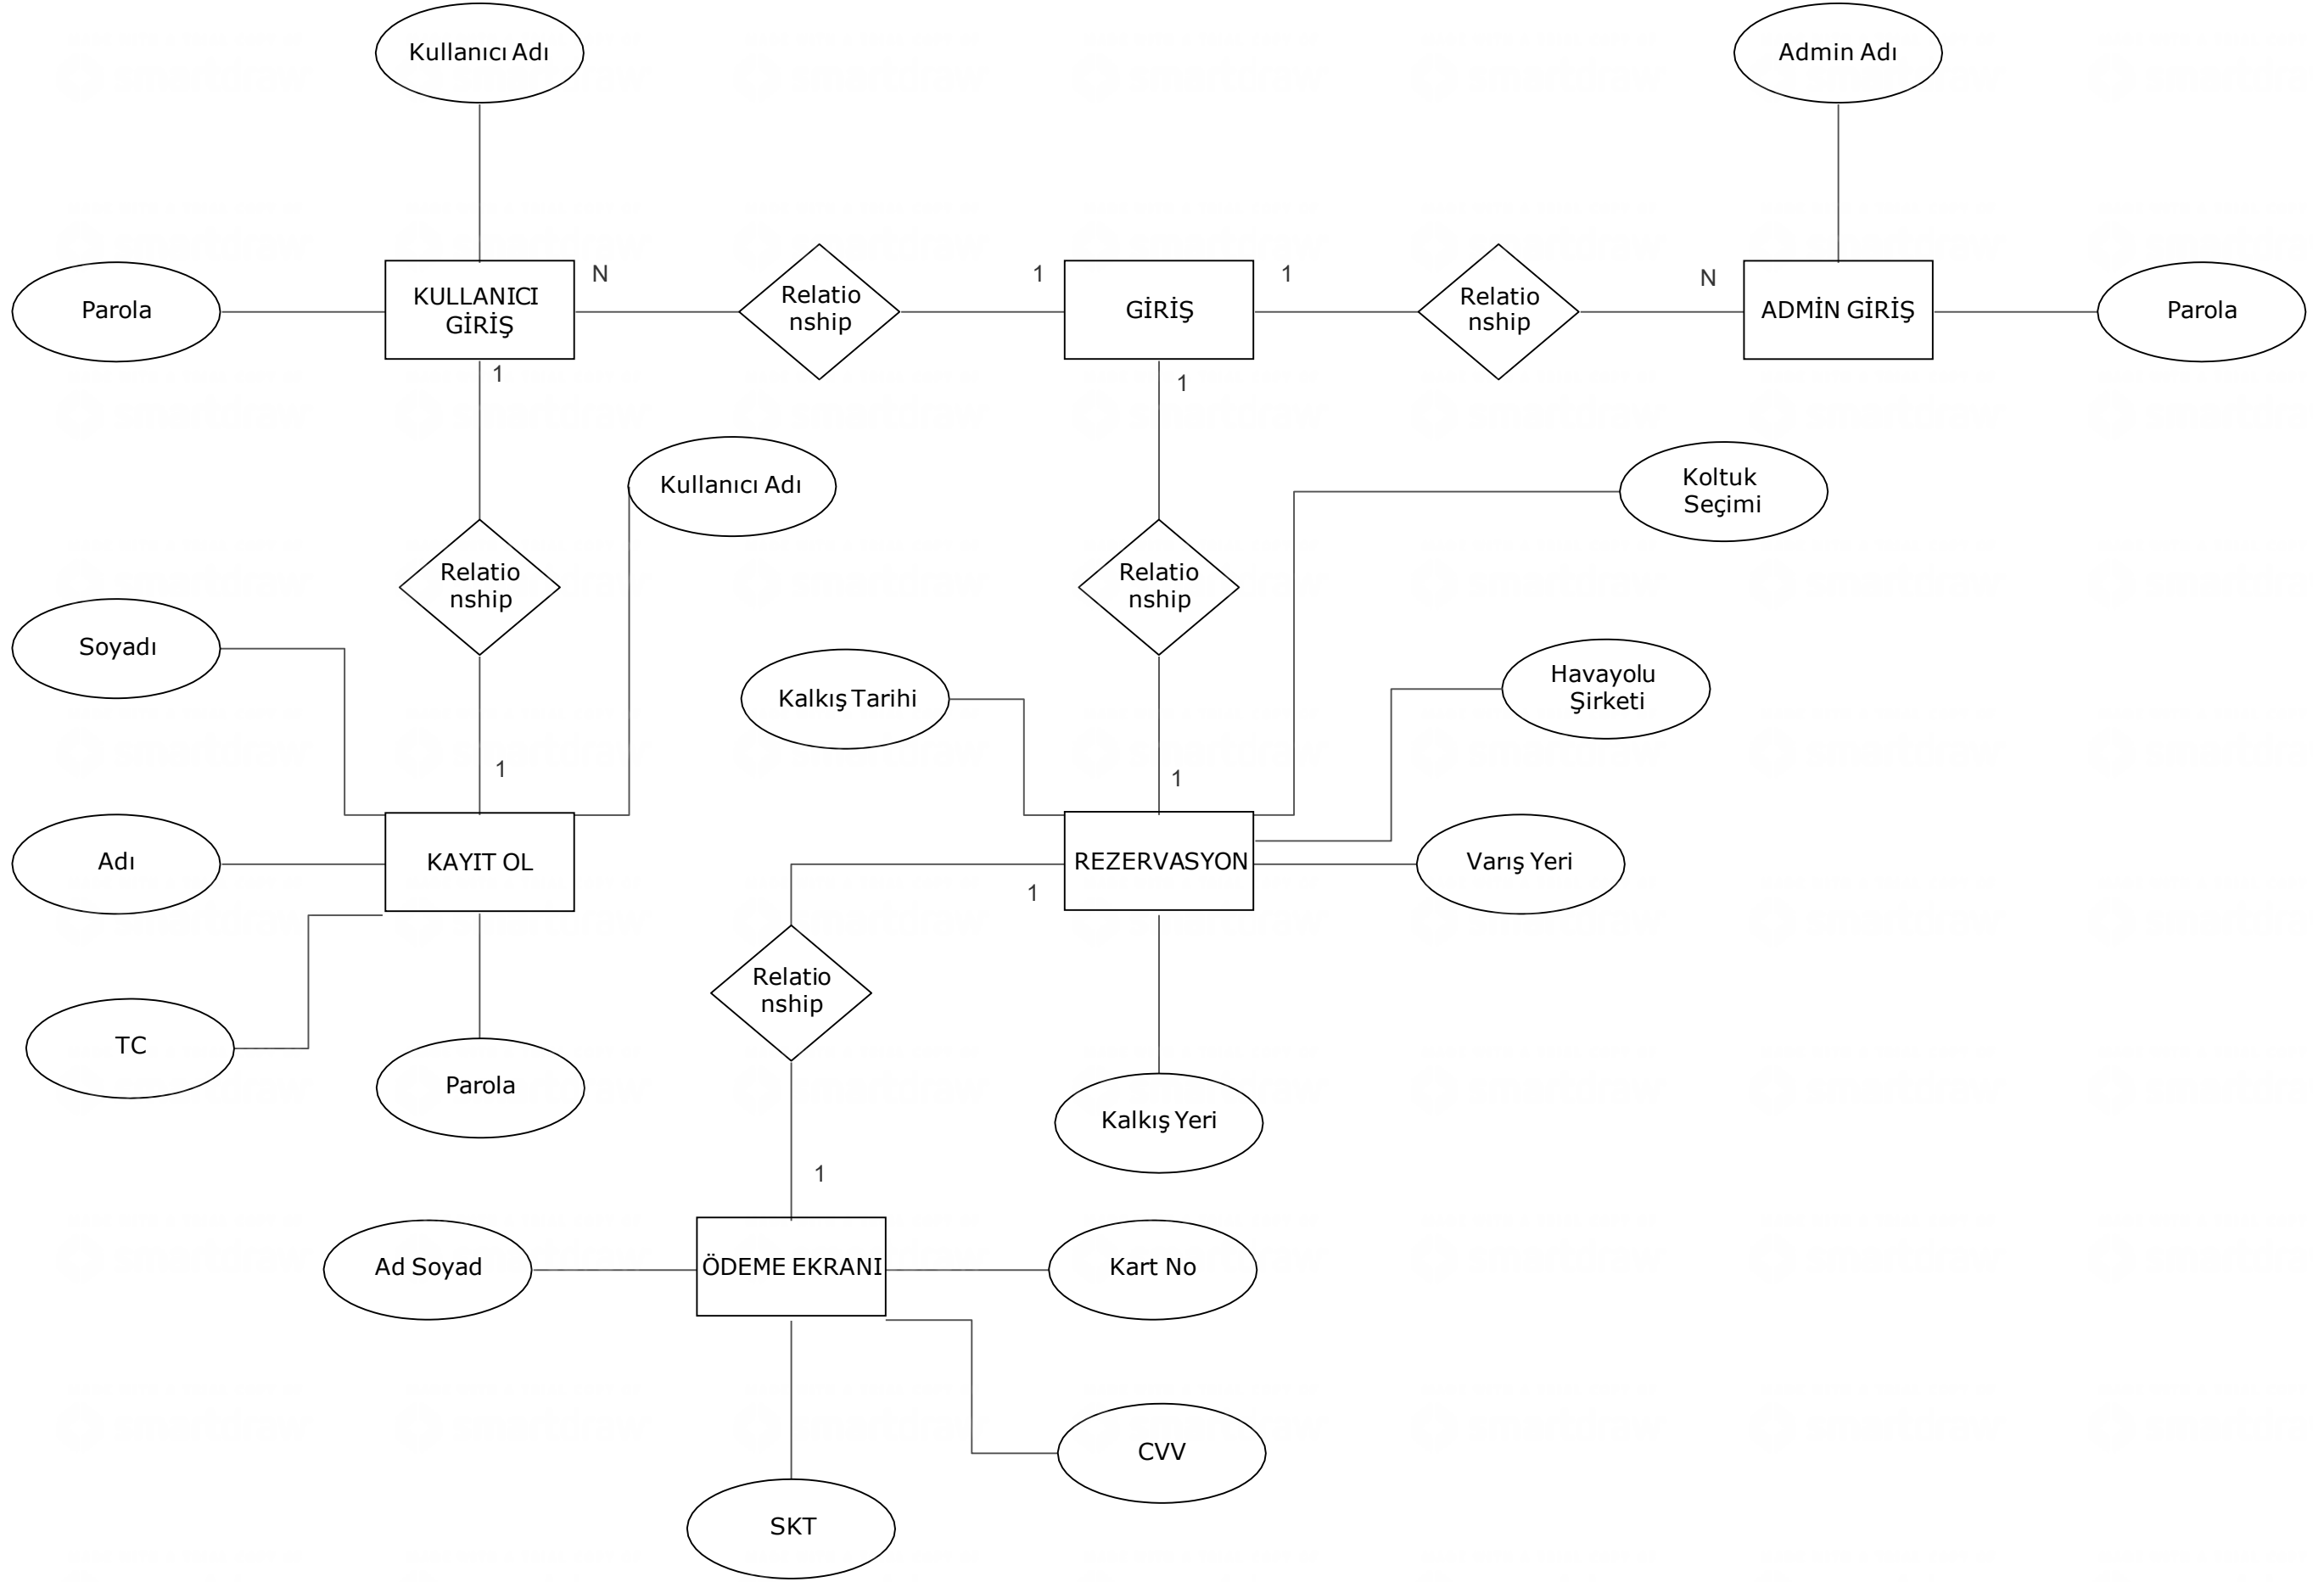 Kullanıcı Adı
Admin Adı
Parola
KULLANICI
GİRİŞ
N
Relatio
nship
1
GİRİŞ
1
Relatio
nship
N
ADMİN GİRİŞ
Parola
1
1
Kullanıcı Adı
Koltuk
Seçimi
Relatio
nship
Relatio
nship
Soyadı
Kalkış Tarihi
Havayolu
Şirketi
1
1
Adı
KAYIT OL
REZERVASYON
Varış Yeri
1
Relatio
nship
TC
Parola
Kalkış Yeri
1
Ad Soyad
ÖDEME EKRANI
Kart No
CVV
SKT